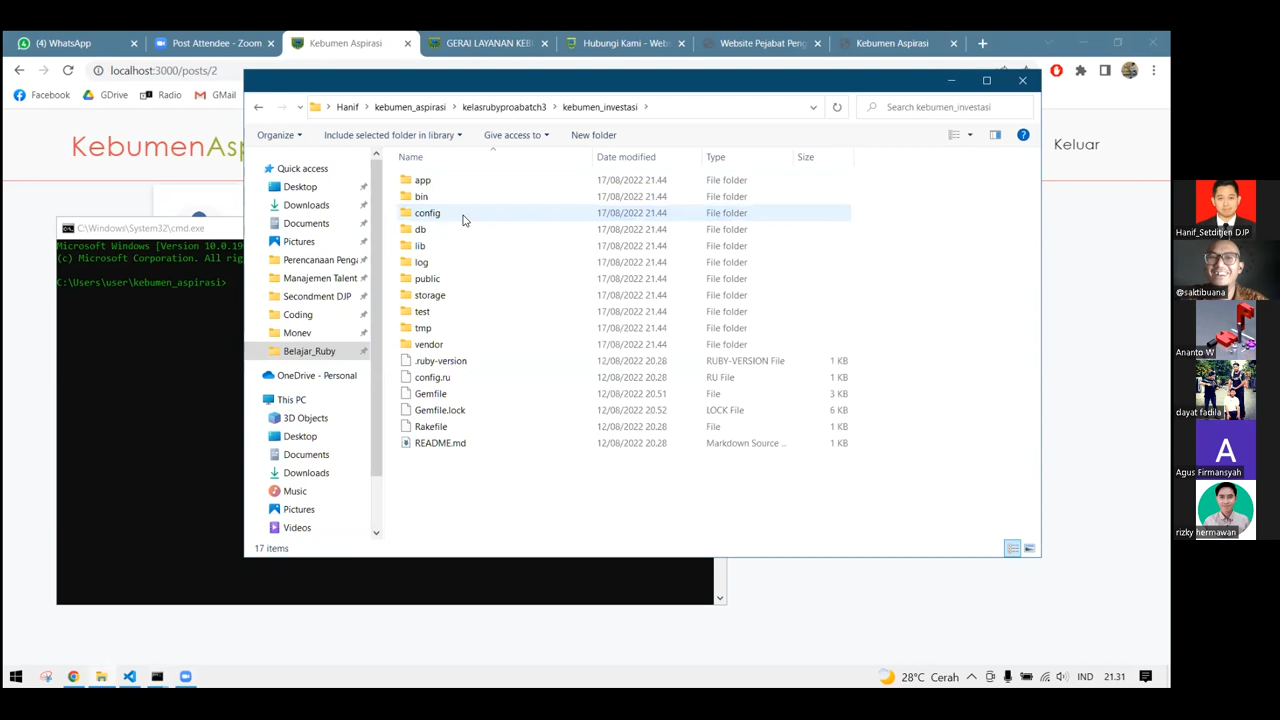 (4) WhatsApp
Post Attendee - Zoom
Kebumen Aspirasi
GERAI LAYANAN KEB
Hubungi Kami - Webs
Website Pejabat Peng
Kebumen Aspirasi
localhost:3000/posts/2
Facebook
GDrive
Radio
GMail
KebumenAsp
Keluar
Hanif
kebumen_aspirasi
kelasrubyproabatch3
kebumen_investasi
Search kebumen_investasi
Organize
Include selected folder in library
Give access to
New folder
Name
Date modified
Type
Size
Quick access
Desktop
Downloads
Documents
Pictures
Perencanaan Penga
Manajemen Talent
Secondment DJP
Coding
Monev
Belajar_Ruby
OneDrive - Personal
This PC
3D Objects
Desktop
Documents
Downloads
Music
Pictures
Videos
app 17/08/2022 21.44 File folder
bin 17/08/2022 21.44 File folder
config 17/08/2022 21.44 File folder
db 17/08/2022 21.44 File folder
lib 17/08/2022 21.44 File folder
log 17/08/2022 21.44 File folder
public 17/08/2022 21.44 File folder
storage 17/08/2022 21.44 File folder
test 17/08/2022 21.44 File folder
tmp 17/08/2022 21.44 File folder
vendor 17/08/2022 21.44 File folder
.ruby-version 12/08/2022 20.28 RUBY-VERSION File 1 KB
config.ru 12/08/2022 20.28 RU File 1 KB
Gemfile 12/08/2022 20.51 File 3 KB
Gemfile.lock 12/08/2022 20.52 LOCK File 6 KB
Rakefile 12/08/2022 20.28 File 1 KB
README.md 12/08/2022 20.28 Markdown Source ... 1 KB
17 items
C:\Windows\System32\cmd.exe
Microsoft Windows [Version 10.0.19
(c) Microsoft Corporation. All rig
C:\Users\user\kebumen_aspirasi>
Hanif_Setditjen DJP
@saktibuana
Ananto W
dayat fadila
A
Agus Firmansyah
rizky hermawan
28°C Cerah
IND
21.31